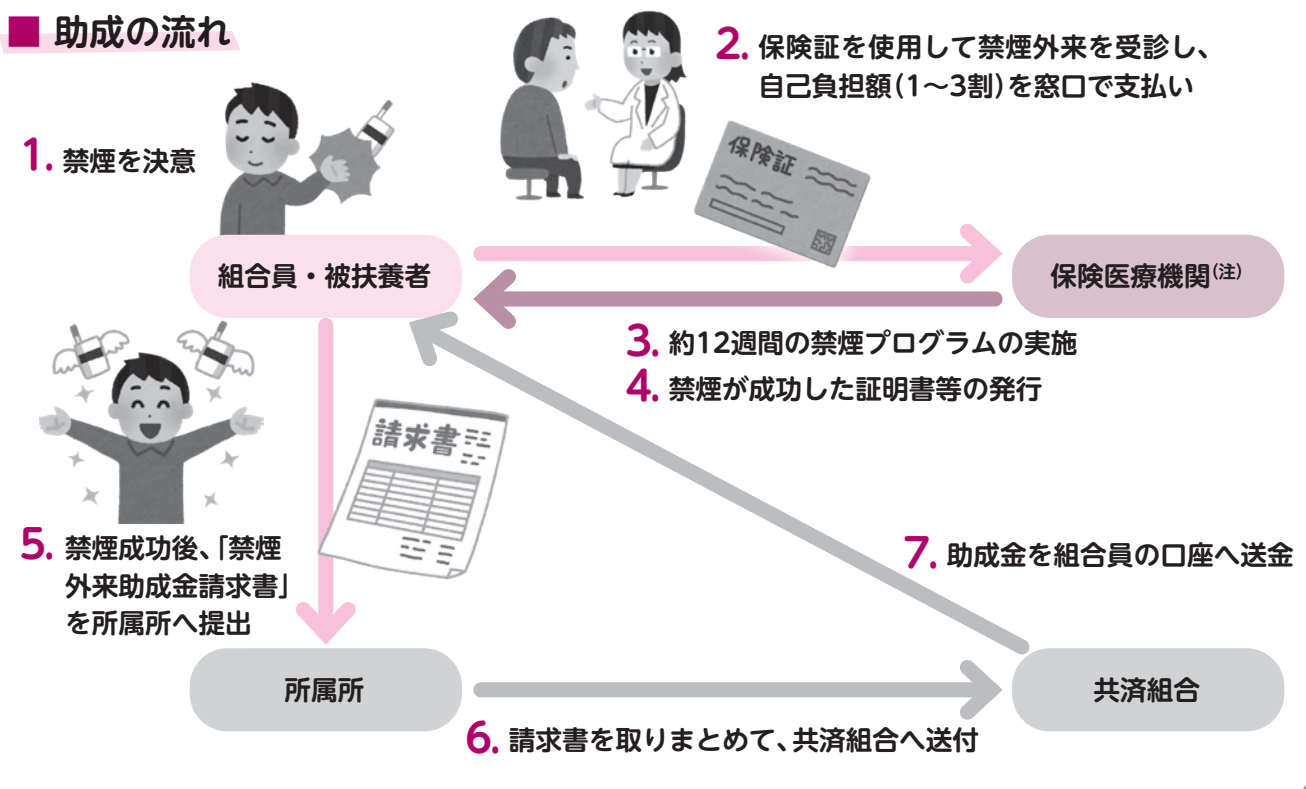 助成の流れ
1. 禁煙を決意
2. 保険証を使用して禁煙外来を受診し、
自己負担額(1〜3割)を窓口で支払い
保険証
組合員・被扶養者
保険医療機関(注)
3. 約12週間の禁煙プログラムの実施
4. 禁煙が成功した証明書等の発行
請求書
5. 禁煙成功後、「禁煙
外来助成金請求書」
を所属所へ提出
7. 助成金を組合員の口座へ送金
所属所
共済組合
6. 請求書を取りまとめて、共済組合へ送付